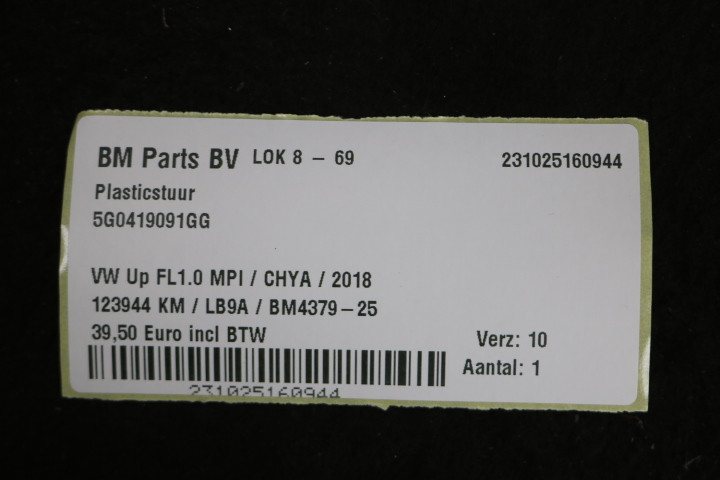 BM Parts BV LOK 8 - 69 231025160944
Plasticstuur
5G0419091GG
VW Up FL1.0 MPI / CHYA / 2018
123944 KM / LB9A / BM4379-25
39,50 Euro incl BTW
Verz: 10
Aantal: 1
231025160944